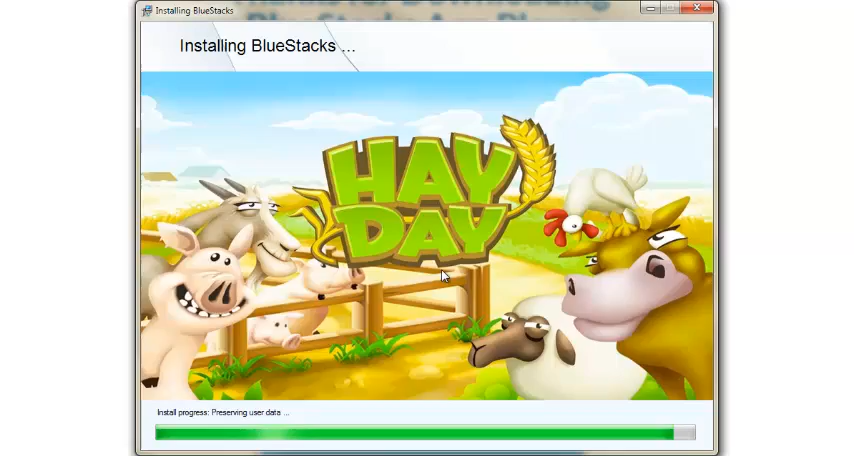 Installing BlueStacks
Installing BlueStacks ...
HAY
DAY
Install progress: Preserving user data ...